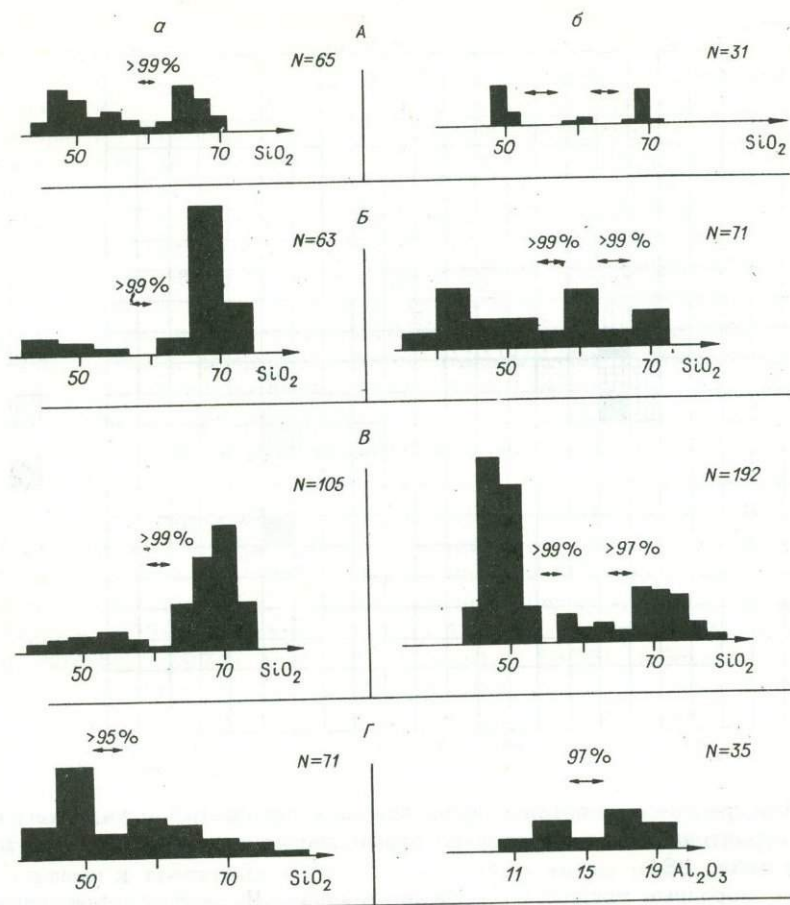 а А б
>99% N=65
50 70 SiO₂
N=31
50 70 SiO₂
Б
>99% N=63
50 70 SiO₂
>99% >99% N=71
50 70 SiO₂
В
>99% N=105
50 70 SiO₂
>99% >97% N=192
50 70 SiO₂
Г
>95% N=71
50 70 SiO₂
97% N=35
11 15 19 Al₂O₃